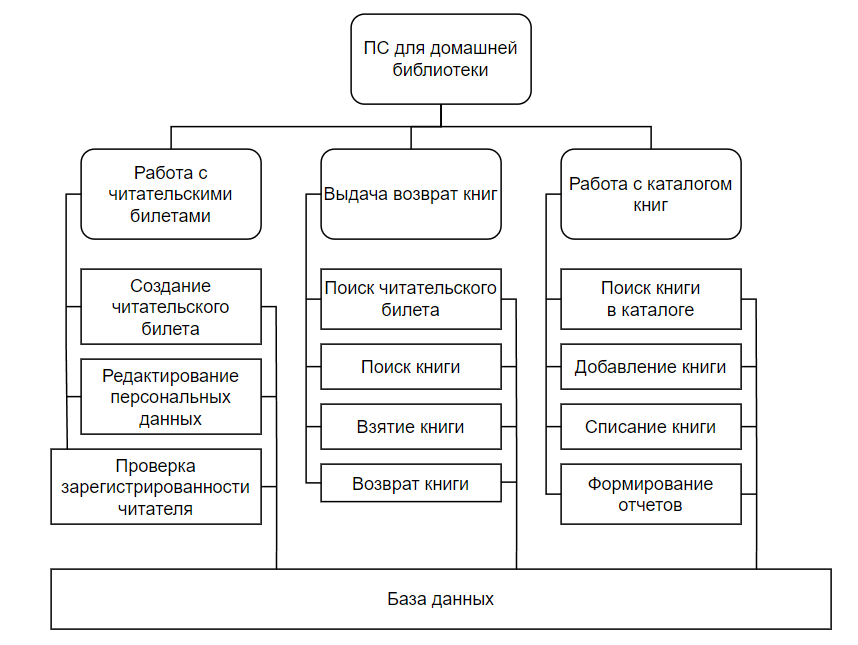 ПС для домашней
библиотеки
Работа с
читательскими
билетами
Выдача возврат книг
Работа с каталогом
книг
Создание
читательского
билета
Редактирование
персональных
данных
Проверка
зарегистрированности
читателя
Поиск читательского
билета
Поиск книги
Взятие книги
Возврат книги
Поиск книги
в каталоге
Добавление книги
Списание книги
Формирование
отчетов
База данных